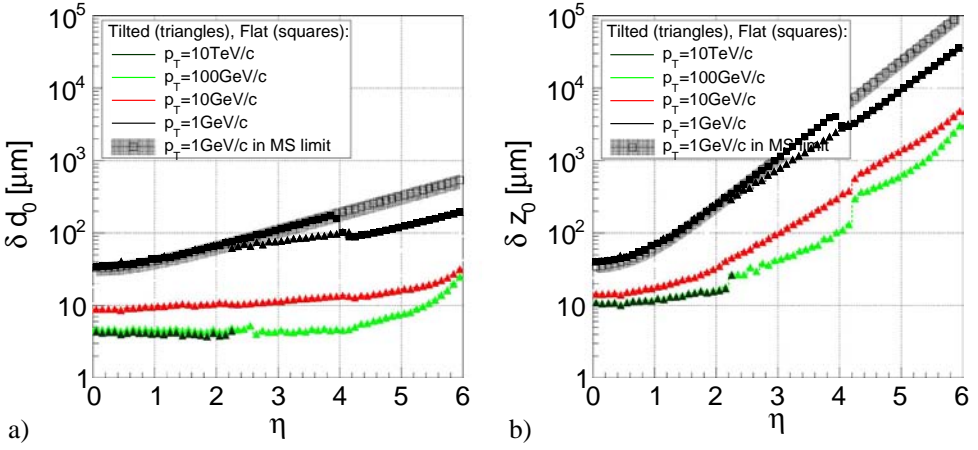 Tilted (triangles), Flat (squares):
p_T=10TeV/c
p_T=100GeV/c
p_T=10GeV/c
p_T=1GeV/c
p_T=1GeV/c in MS limit
δ d_0 [μm]
10^5
10^4
10^3
10^2
10
1
0 1 2 3 4 5 6
η
a)
Tilted (triangles), Flat (squares):
p_T=10TeV/c
p_T=100GeV/c
p_T=10GeV/c
p_T=1GeV/c
p_T=1GeV/c in MS limit
δ z_0 [μm]
10^5
10^4
10^3
10^2
10
1
0 1 2 3 4 5 6
η
b)